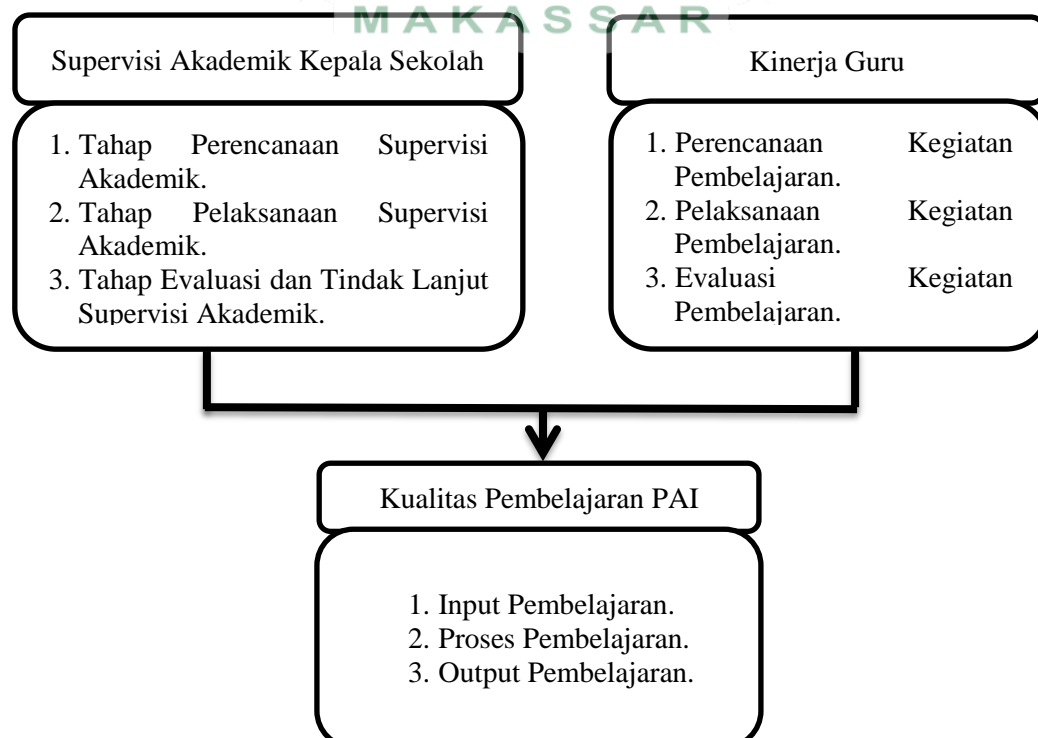 MAKASSAR
Supervisi Akademik Kepala Sekolah
1. Tahap Perencanaan Supervisi
Akademik.
2. Tahap Pelaksanaan Supervisi
Akademik.
3. Tahap Evaluasi dan Tindak Lanjut
Supervisi Akademik.
Kinerja Guru
1. Perencanaan Kegiatan
Pembelajaran.
2. Pelaksanaan Kegiatan
Pembelajaran.
3. Evaluasi Kegiatan
Pembelajaran.
Kualitas Pembelajaran PAI
1. Input Pembelajaran.
2. Proses Pembelajaran.
3. Output Pembelajaran.